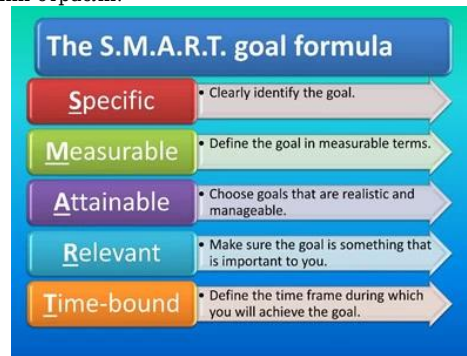 The S.M.A.R.T. goal formula
Specific
• Clearly identify the goal.
Measurable
• Define the goal in measurable terms.
Attainable
• Choose goals that are realistic and
manageable.
Relevant
• Make sure the goal is something that
is important to you.
Time-bound
• Define the time frame during which
you will achieve the goal.